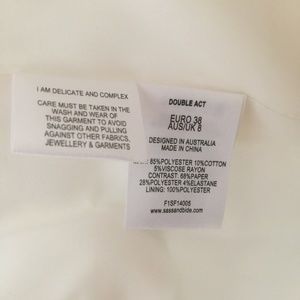 I AM DELICATE AND COMPLEX
CARE MUST BE TAKEN IN THE
WASH AND WEAR OF
THIS GARMENT TO AVOID
SNAGGING AND PULLING
AGAINST OTHER FABRICS,
JEWELLERY & GARMENTS
DOUBLE ACT
EURO 38
AUS/UK 8
DESIGNED IN AUSTRALIA
MADE IN CHINA
85%POLYESTER 10%COTTON
5%VISCOSE RAYON
CONTRAST: 68%PAPER
28%POLYESTER 4%ELASTANE
LINING: 100%POLYESTER
F1SF14005
www.sassandbide.com